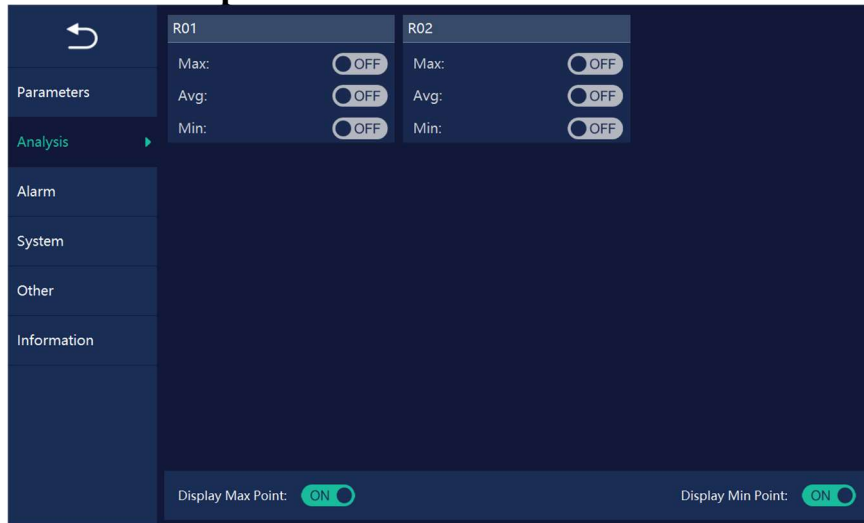 R01 R02
Max: OFF Max: OFF
Parameters Avg: OFF Avg: OFF
Min: OFF Min: OFF
Analysis
Alarm
System
Other
Information
Display Max Point: ON Display Min Point: ON